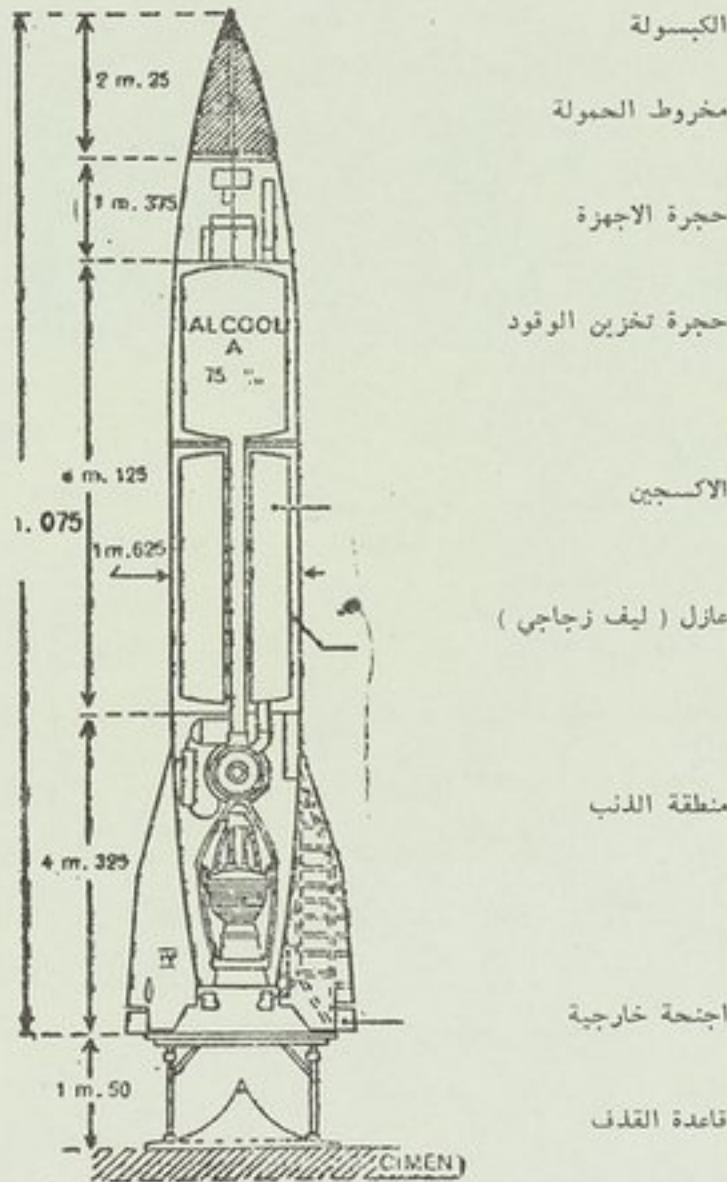 الكبسولة
2 m. 25
مخروط الحمولة
1 m. 375
حجرة الاجهزة
حجرة تخزين الوقود
ALCOOL
A
75
m. 125
الاكسجين
. 075
1 m. 625
عازل ( ليف زجاجي )
منطقة الذنب
4 m. 325
IV
اجنحة خارجية
1 m. 50
قاعدة القذف
CIMEN